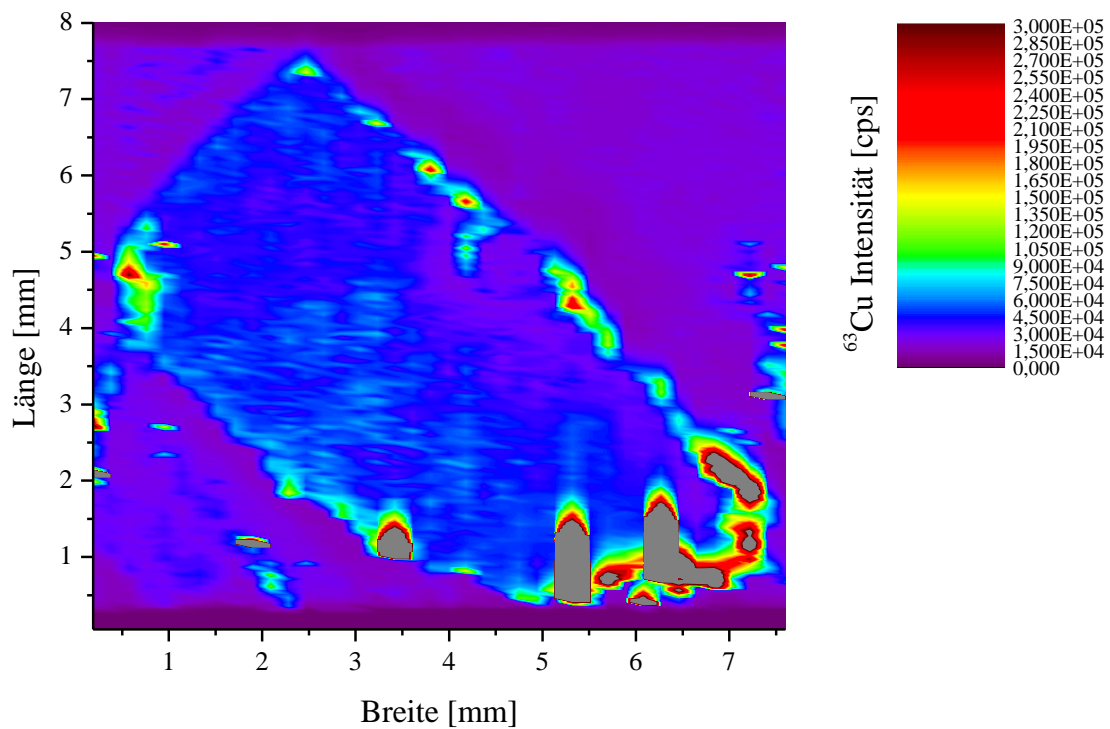 8
7
6
5
4
3
2
1
Länge [mm]
1 2 3 4 5 6 7
Breite [mm]
⁶³Cu Intensität [cps]
3,000E+05
2,850E+05
2,700E+05
2,550E+05
2,400E+05
2,250E+05
2,100E+05
1,950E+05
1,800E+05
1,650E+05
1,500E+05
1,350E+05
1,200E+05
1,050E+05
9,000E+04
7,500E+04
6,000E+04
4,500E+04
3,000E+04
1,500E+04
0,000